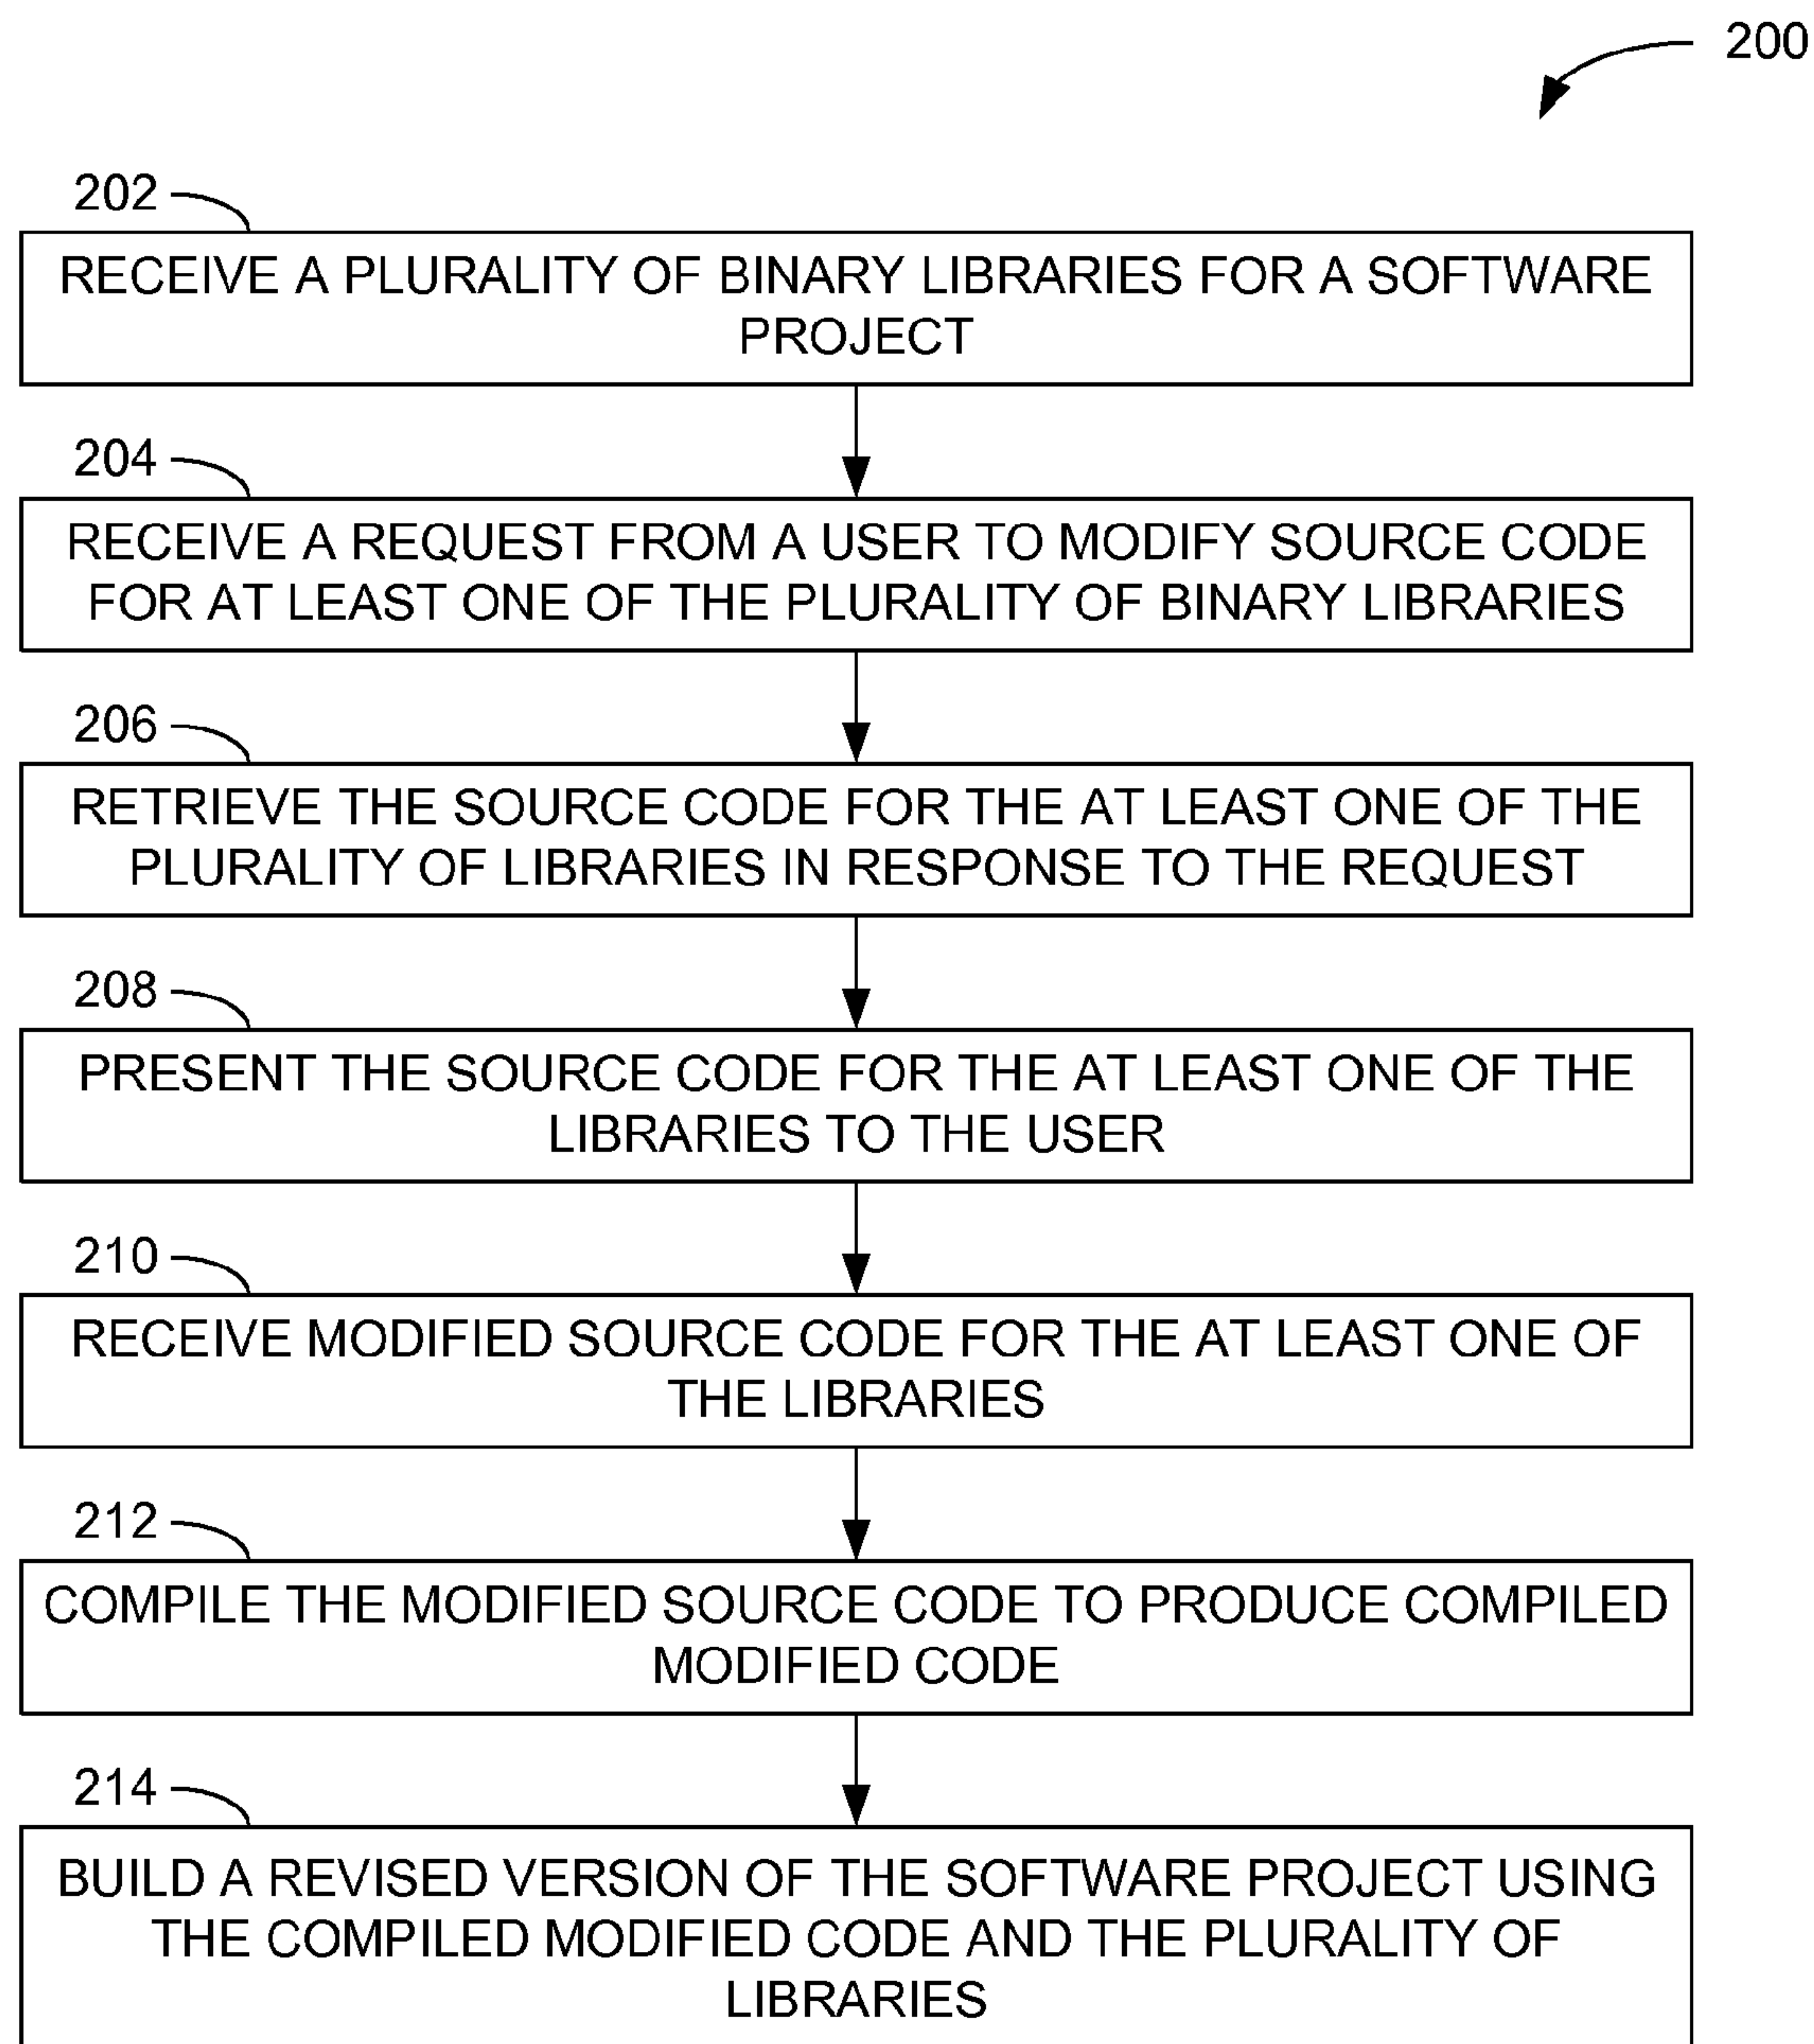 200
202
RECEIVE A PLURALITY OF BINARY LIBRARIES FOR A SOFTWARE
PROJECT
204
RECEIVE A REQUEST FROM A USER TO MODIFY SOURCE CODE
FOR AT LEAST ONE OF THE PLURALITY OF BINARY LIBRARIES
206
RETRIEVE THE SOURCE CODE FOR THE AT LEAST ONE OF THE
PLURALITY OF LIBRARIES IN RESPONSE TO THE REQUEST
208
PRESENT THE SOURCE CODE FOR THE AT LEAST ONE OF THE
LIBRARIES TO THE USER
210
RECEIVE MODIFIED SOURCE CODE FOR THE AT LEAST ONE OF
THE LIBRARIES
212
COMPILE THE MODIFIED SOURCE CODE TO PRODUCE COMPILED
MODIFIED CODE
214
BUILD A REVISED VERSION OF THE SOFTWARE PROJECT USING
THE COMPILED MODIFIED CODE AND THE PLURALITY OF
LIBRARIES